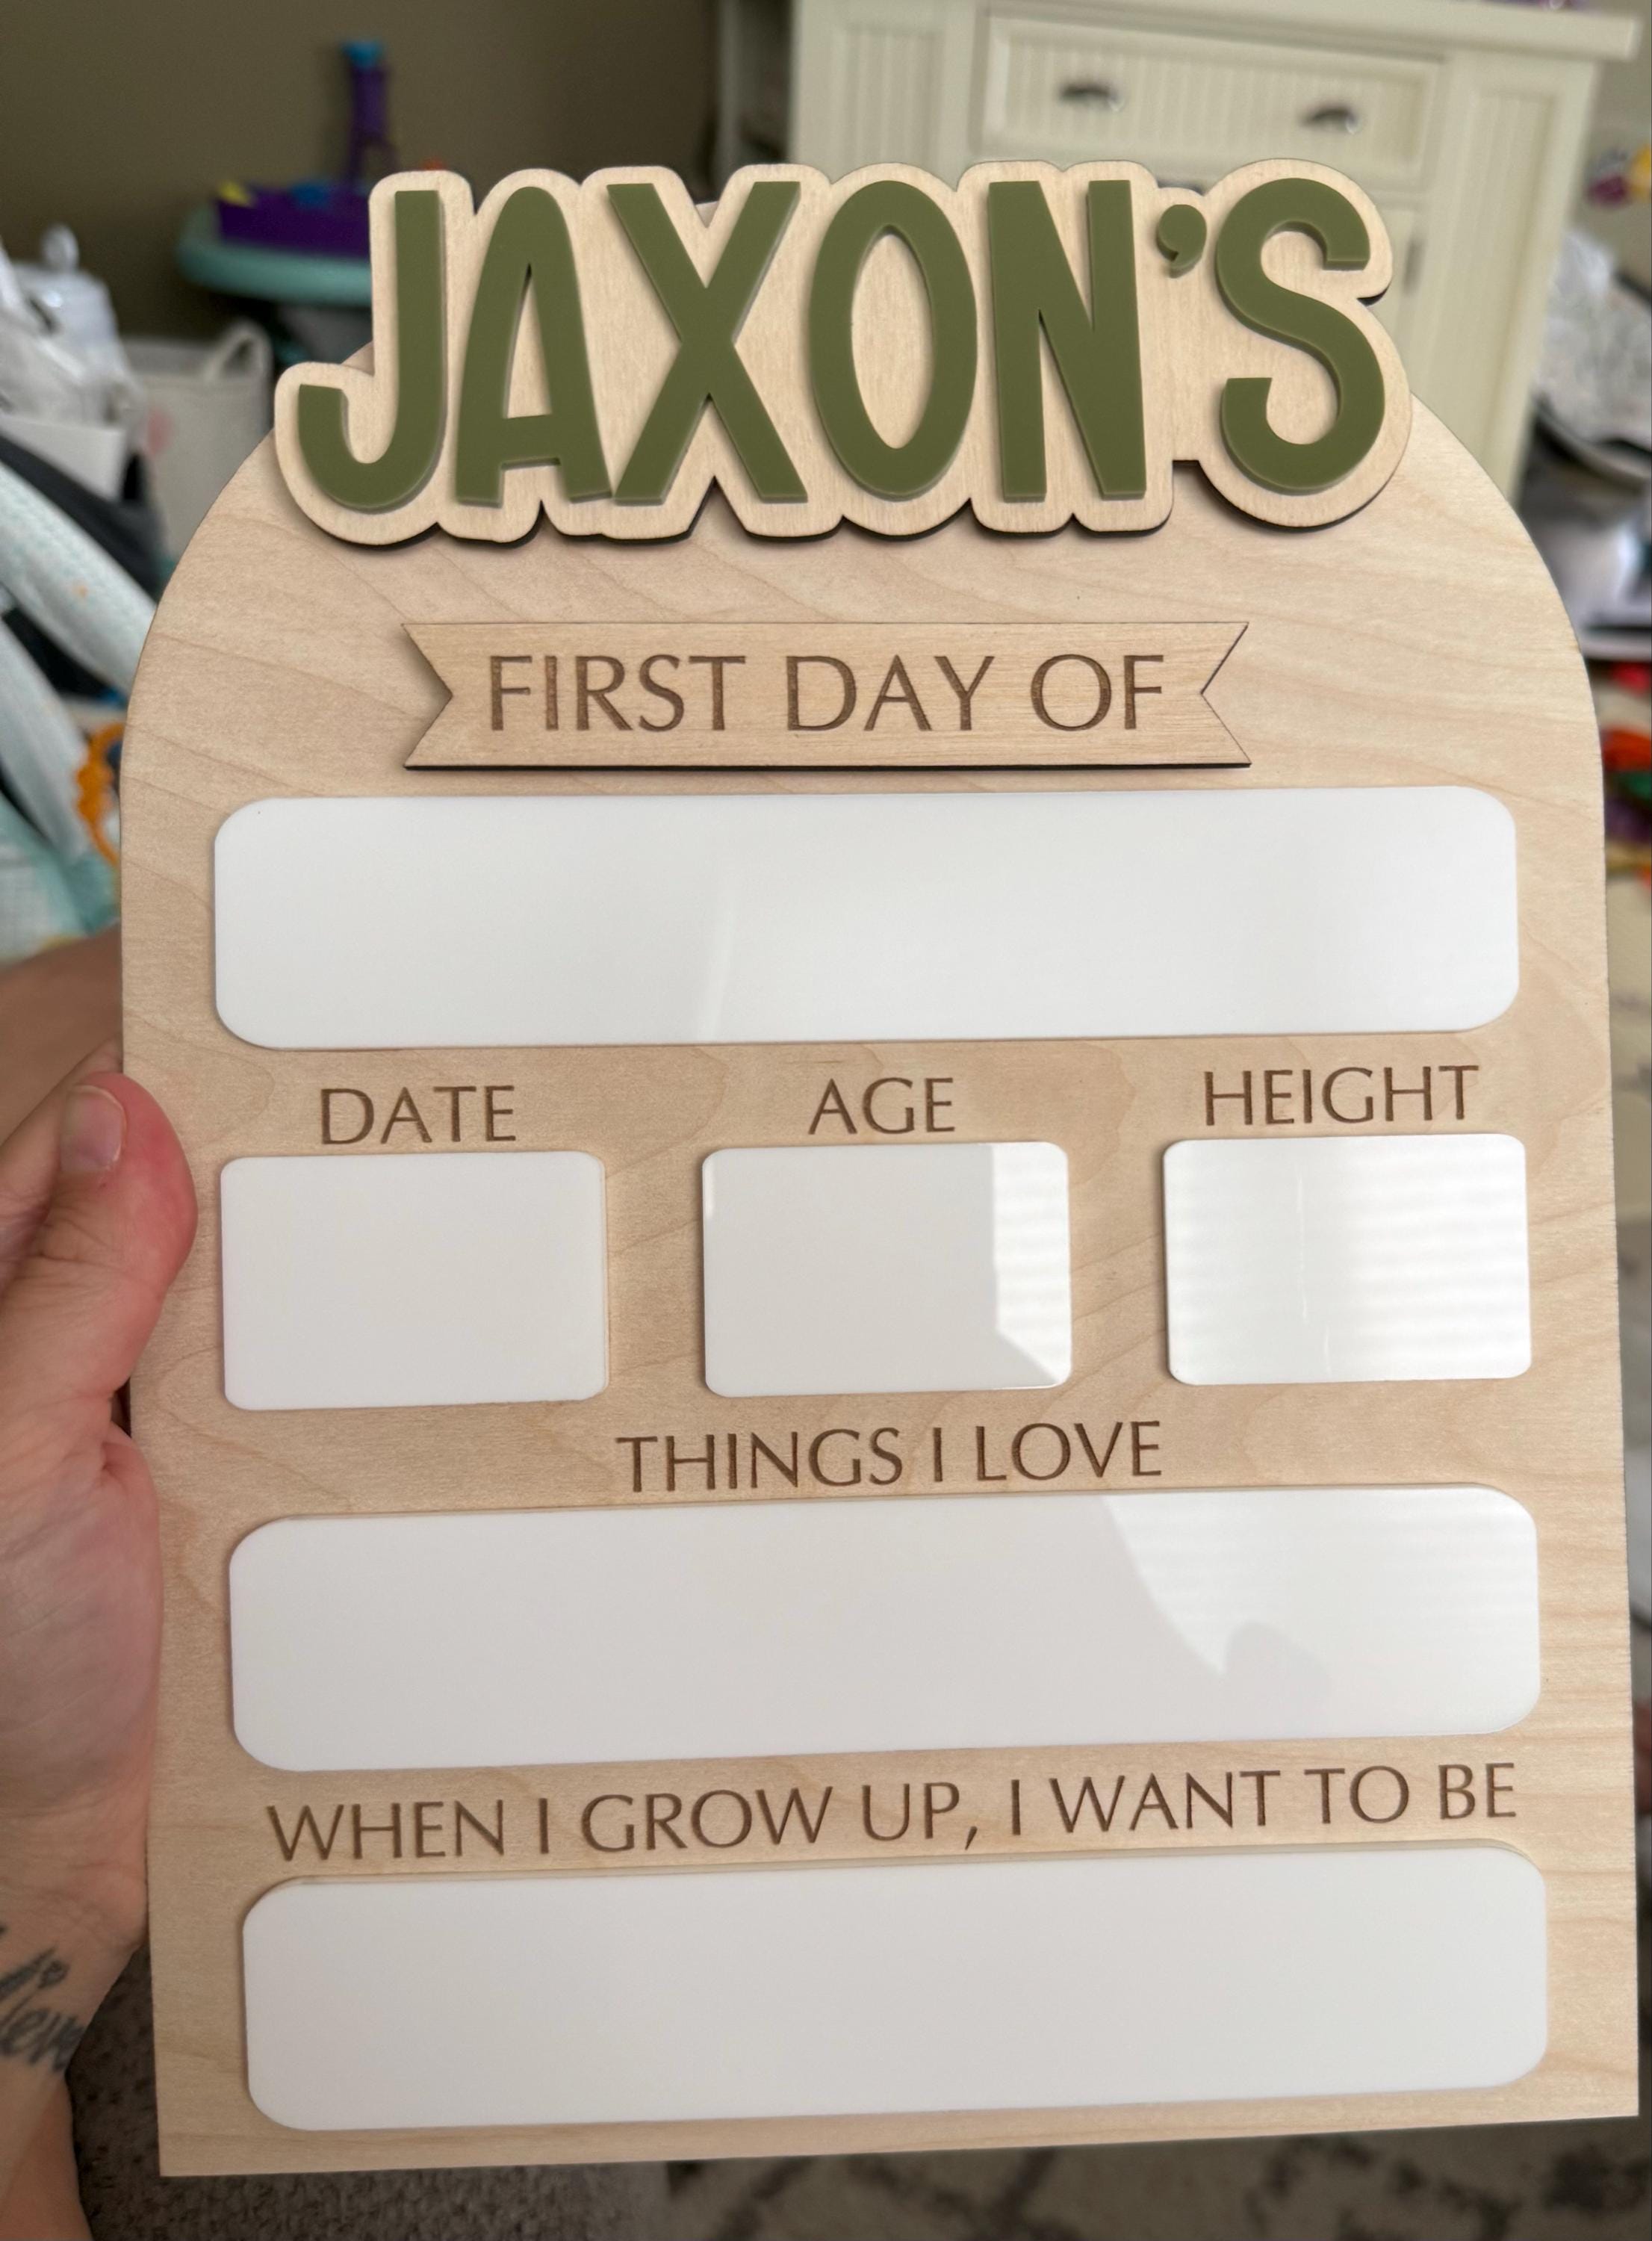 JAXON'S
FIRST DAY OF
DATE AGE HEIGHT
THINGS I LOVE
WHEN I GROW UP, I WANT TO BE